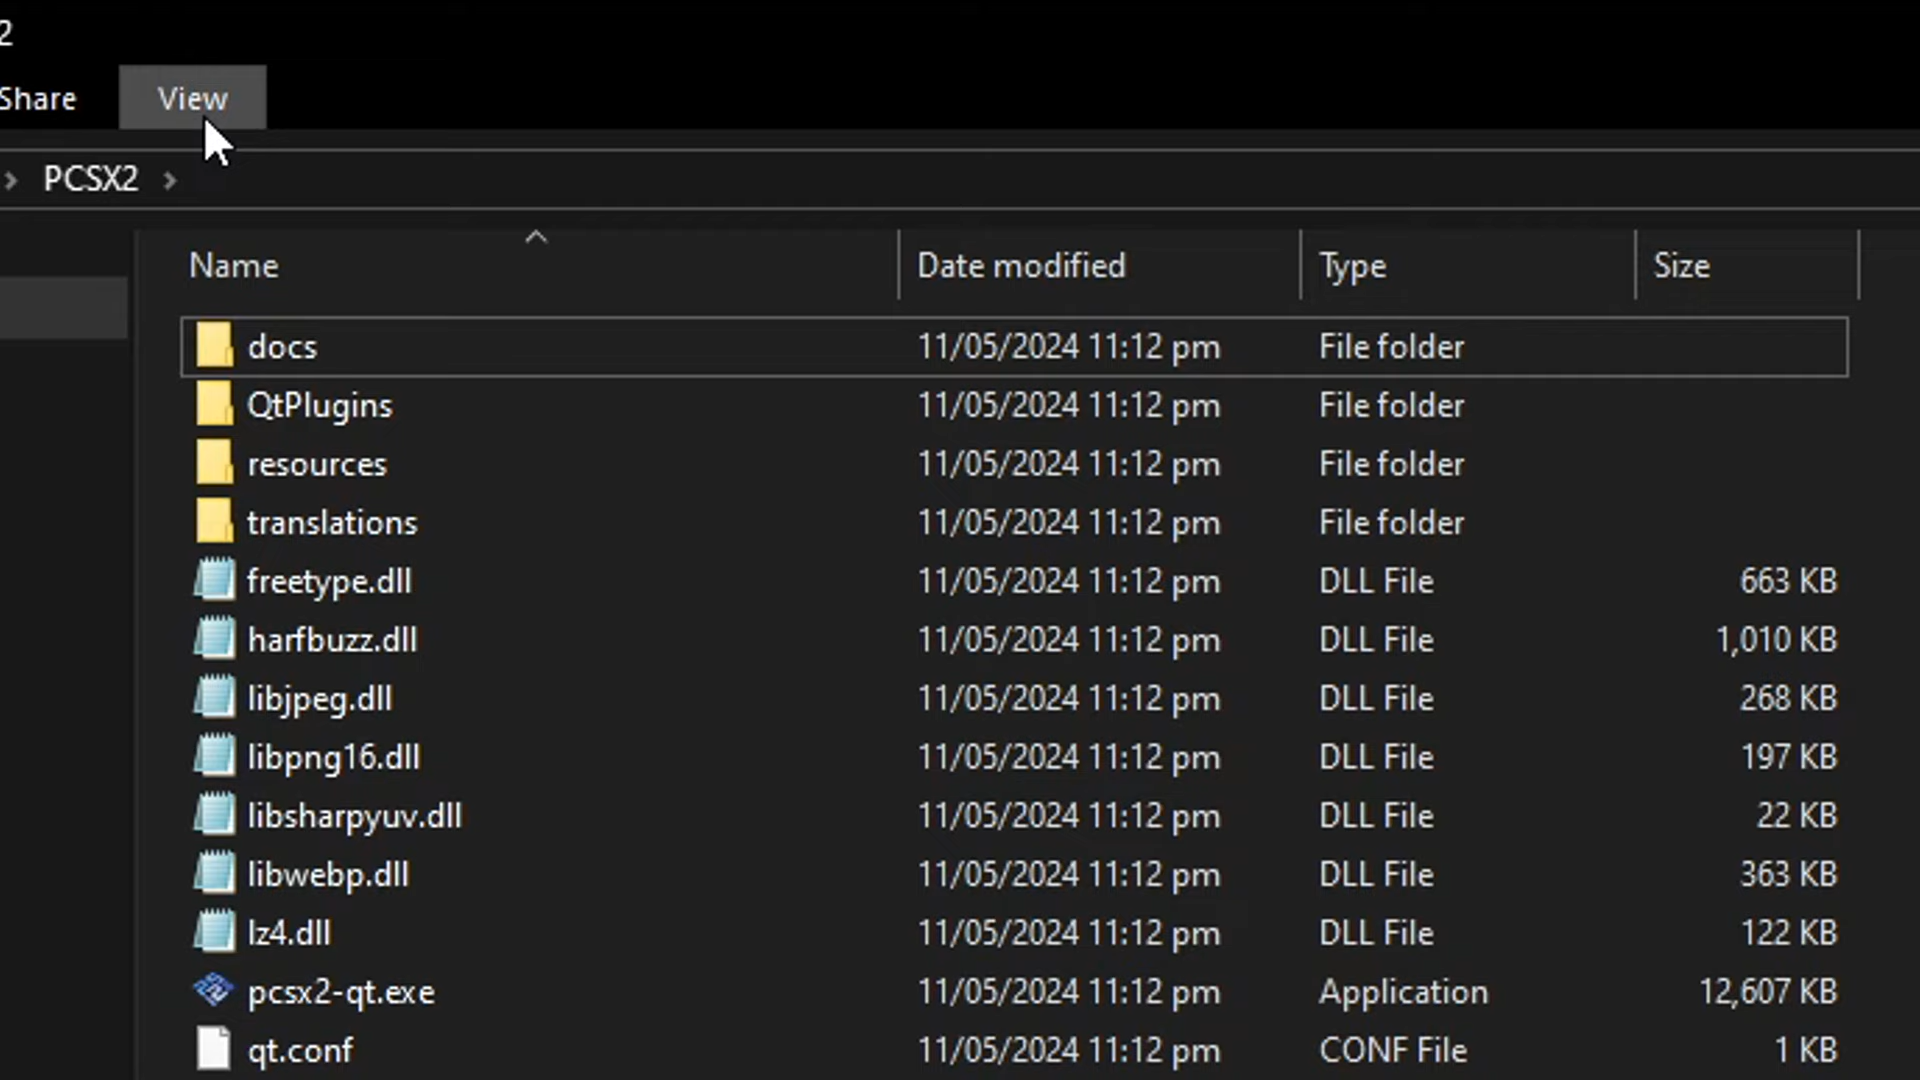 2
Share View
PCSX2
Name Date modified Type Size
docs 11/05/2024 11:12 pm File folder
QtPlugins 11/05/2024 11:12 pm File folder
resources 11/05/2024 11:12 pm File folder
translations 11/05/2024 11:12 pm File folder
freetype.dll 11/05/2024 11:12 pm DLL File 663 KB
harfbuzz.dll 11/05/2024 11:12 pm DLL File 1,010 KB
libjpeg.dll 11/05/2024 11:12 pm DLL File 268 KB
libpng16.dll 11/05/2024 11:12 pm DLL File 197 KB
libsharpyuv.dll 11/05/2024 11:12 pm DLL File 22 KB
libwebp.dll 11/05/2024 11:12 pm DLL File 363 KB
lz4.dll 11/05/2024 11:12 pm DLL File 122 KB
pcsx2-qt.exe 11/05/2024 11:12 pm Application 12,607 KB
qt.conf 11/05/2024 11:12 pm CONF File 1 KB